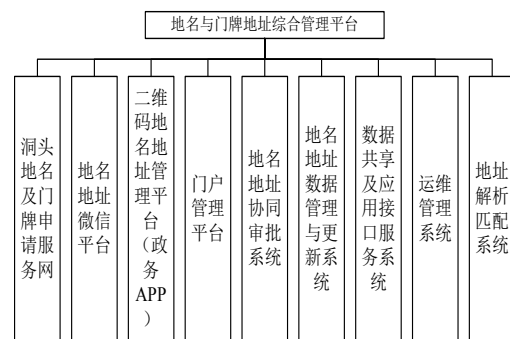 地名与门牌地址综合管理平台
洞头
地名
及门
牌申
请服
务网
地名
地址
微信
平台
二维
码地
名地
址管
理平
台
（政
务
APP
）
门户
管理
平台
地名
地址
协同
审批
系统
地名
地址
数据
管理
与更
新系
统
数据
共享
及应
用接
口服
务系
统
运维
管理
系统
地址
解析
匹配
系统